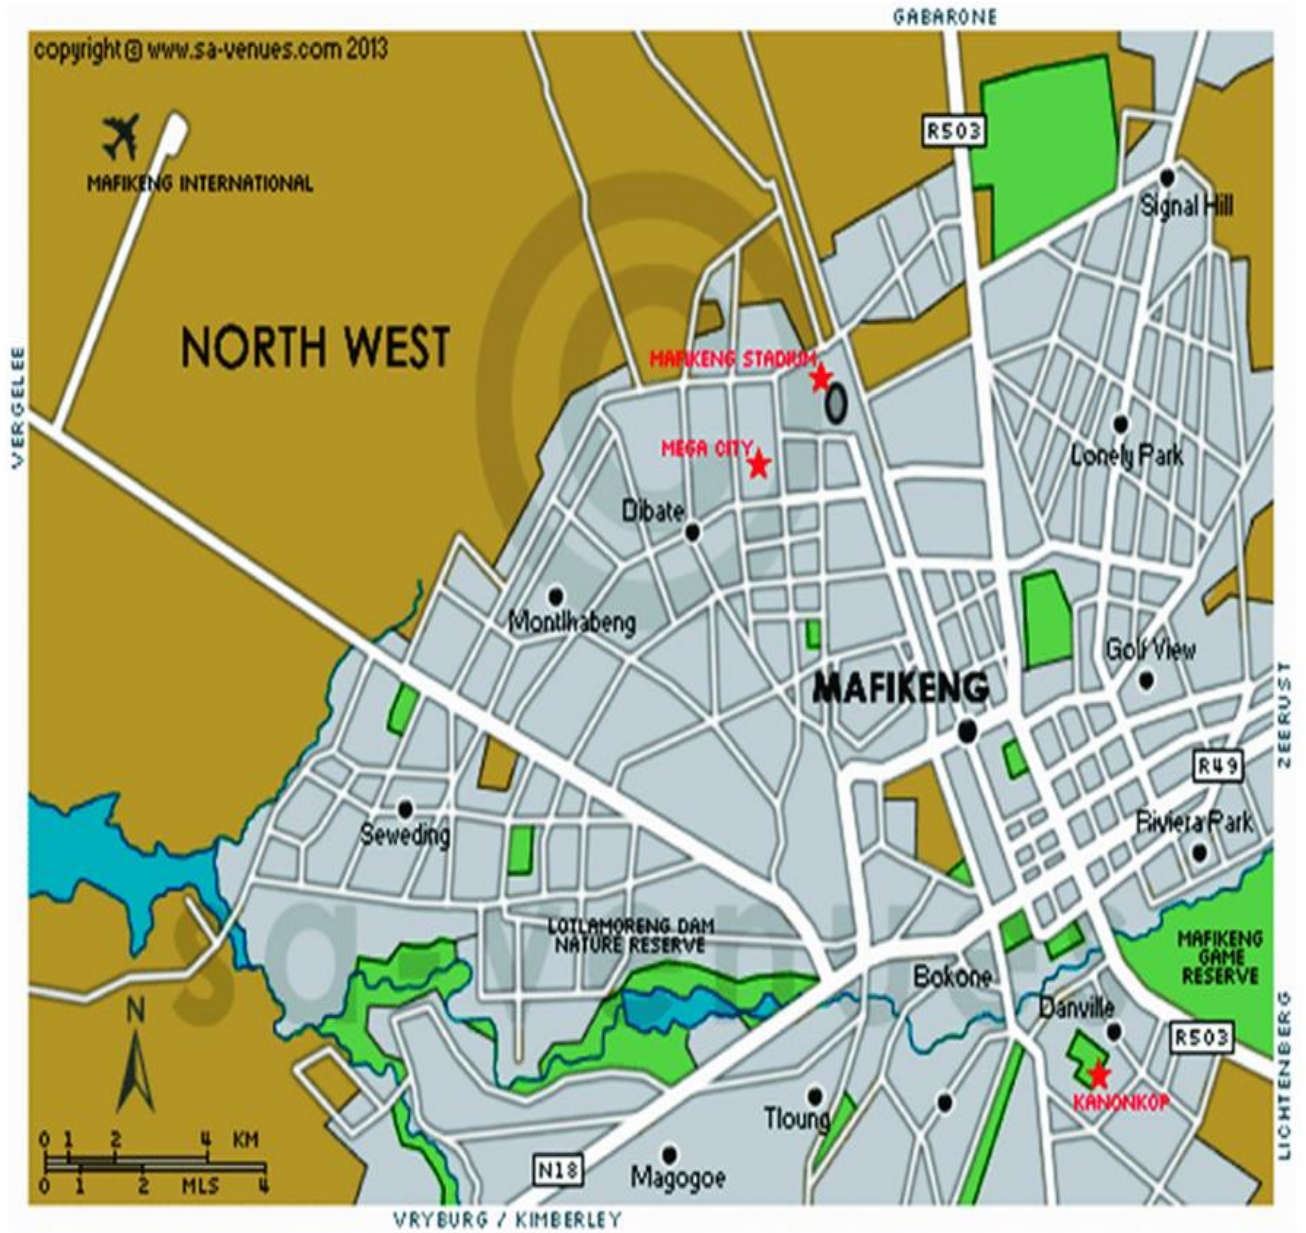 GABARONE
copyright © www.sa-venues.com 2013
R503
MAFIKENG INTERNATIONAL
Signal Hill
NORTH WEST
MAFIKENG STADIUM
VERGELEE
MEGA CITY
Lonely Park
Dibate
Montlhabeng
Golf View
MAFIKENG
ZEERUST
R49
Riviera Park
Seweding
LOTLAMORENG DAM
NATURE RESERVE
sa-venues
MAFIKENG
GAME
RESERVE
Bokone
Danville
N
R503
LICHTENBERG
KANONKOP
Tloung
0 1 2 4 KM
0 1 2 MLS 4
N18
Magogoe
VRYBURG / KIMBERLEY